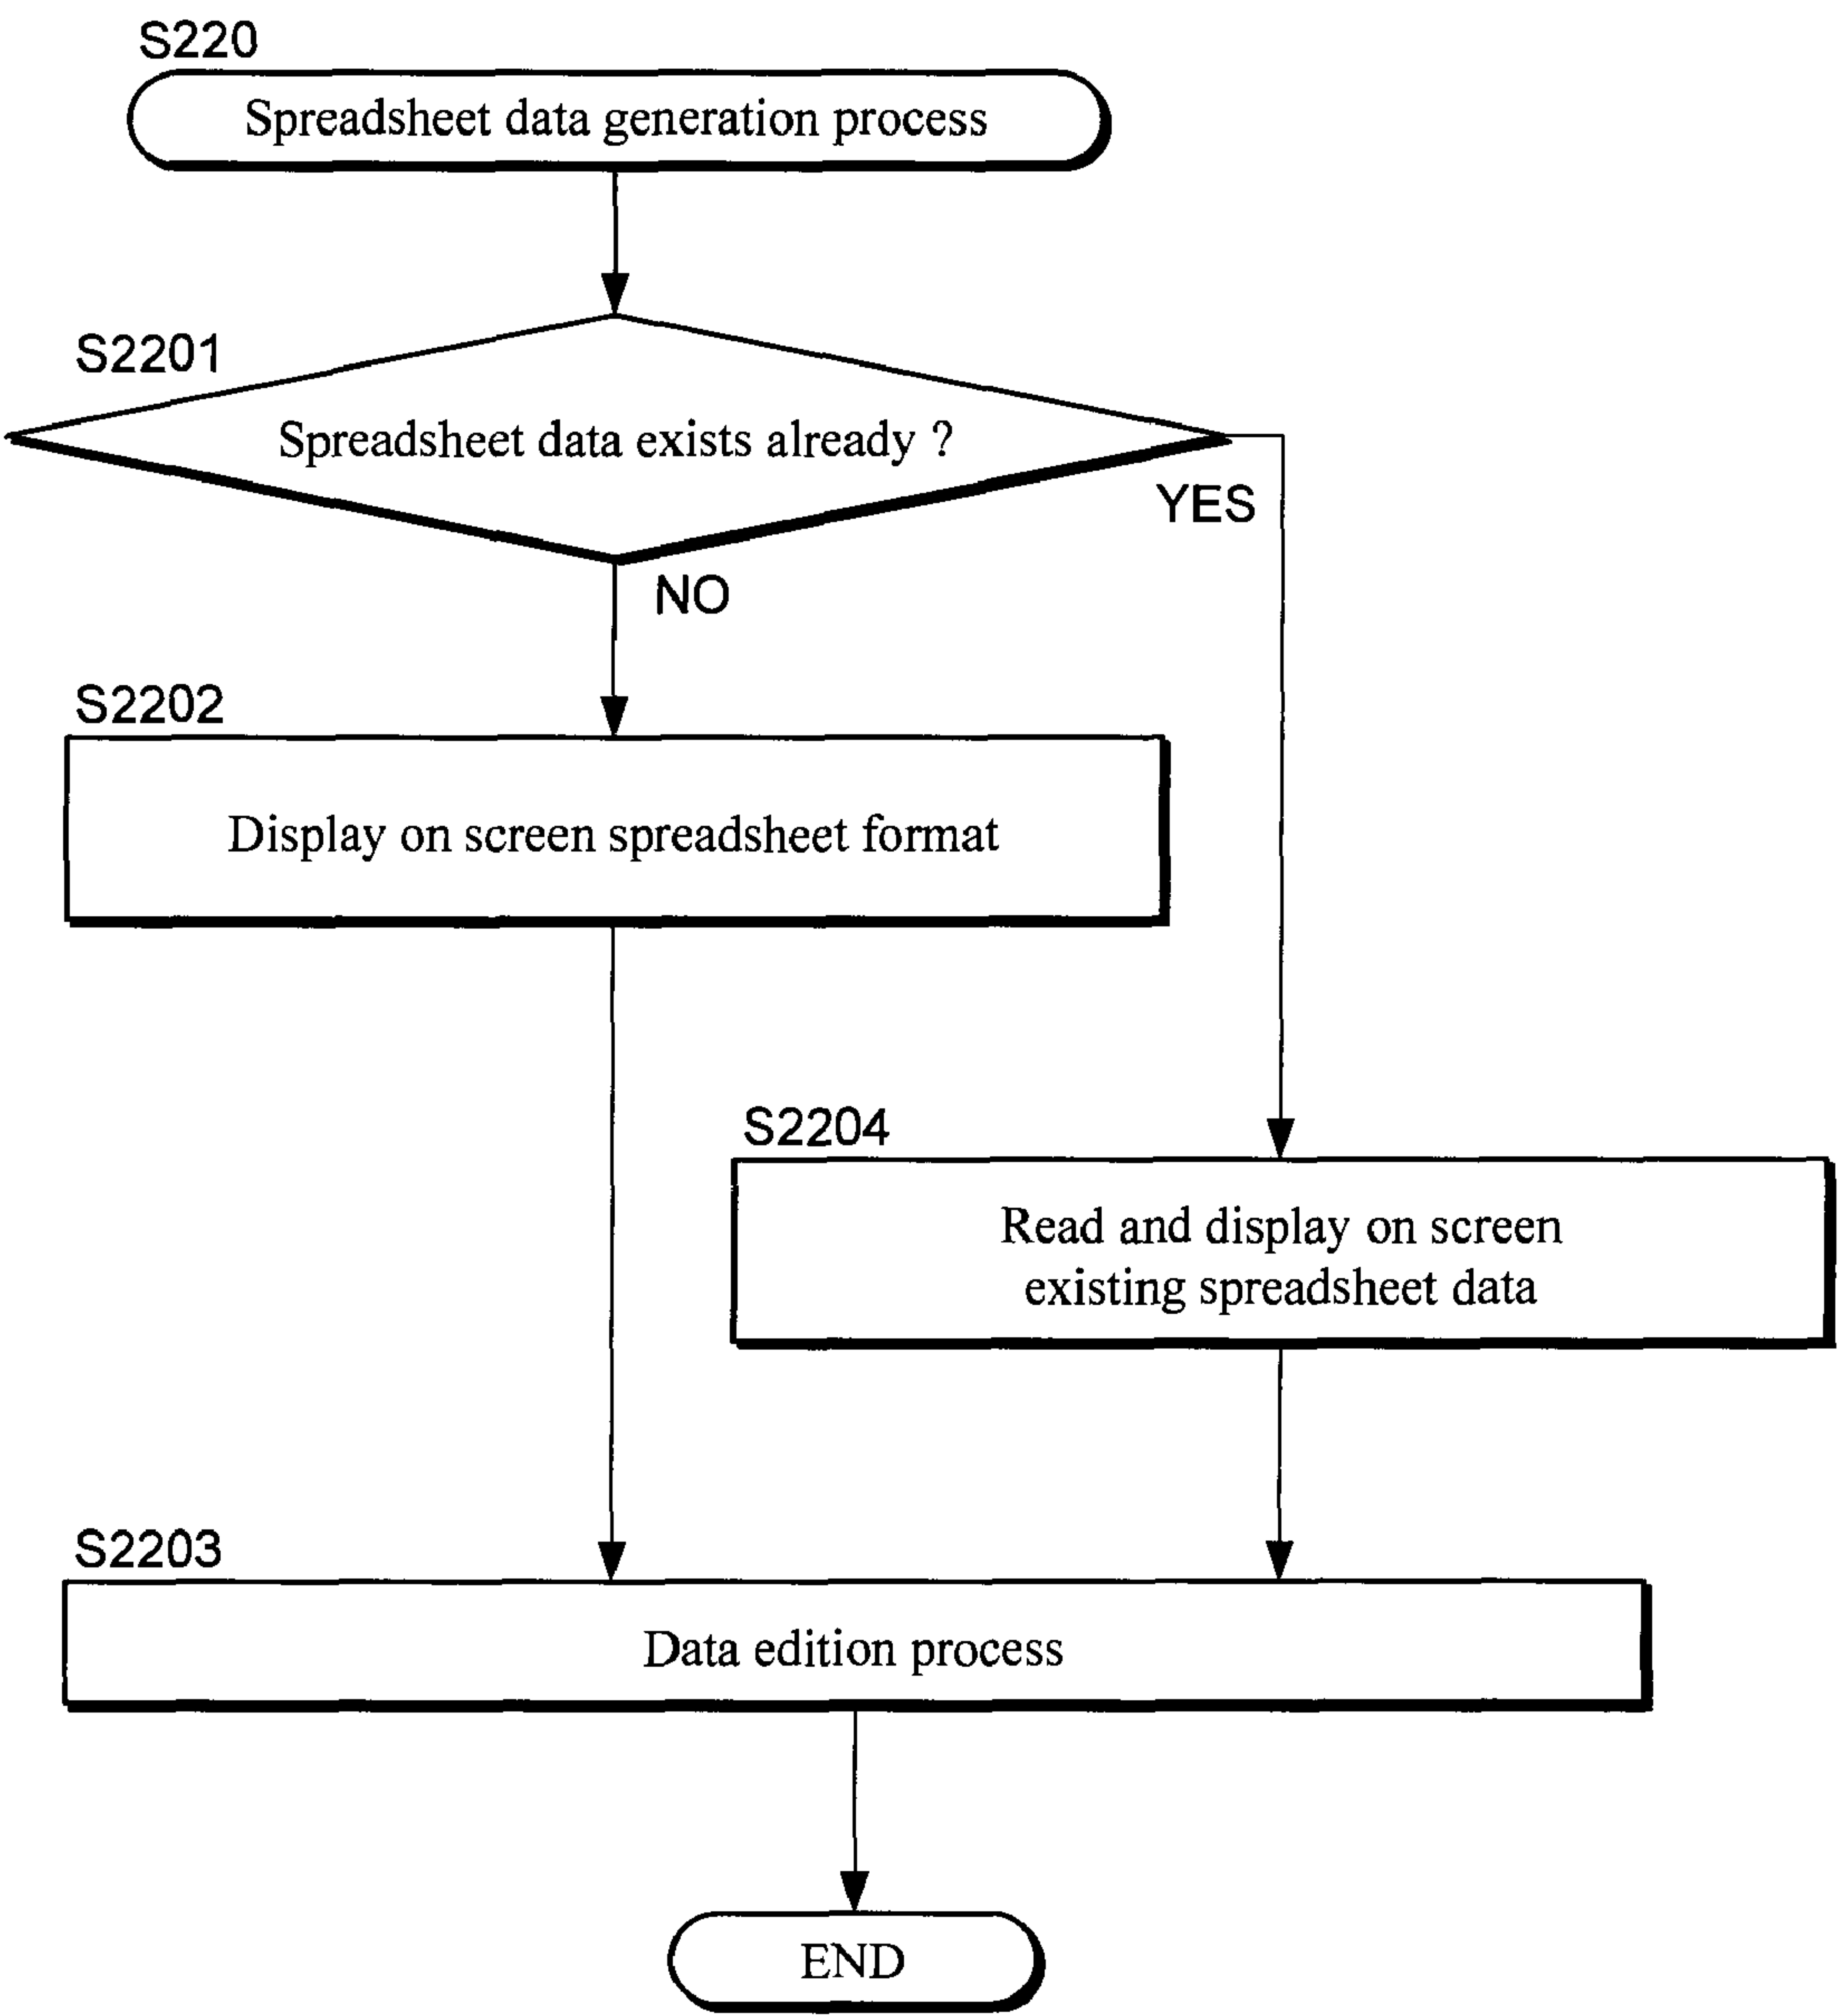 S220
Spreadsheet data generation process
S2201
Spreadsheet data exists already ?
YES
NO
S2202
Display on screen spreadsheet format
S2204
Read and display on screen
existing spreadsheet data
S2203
Data edition process
END